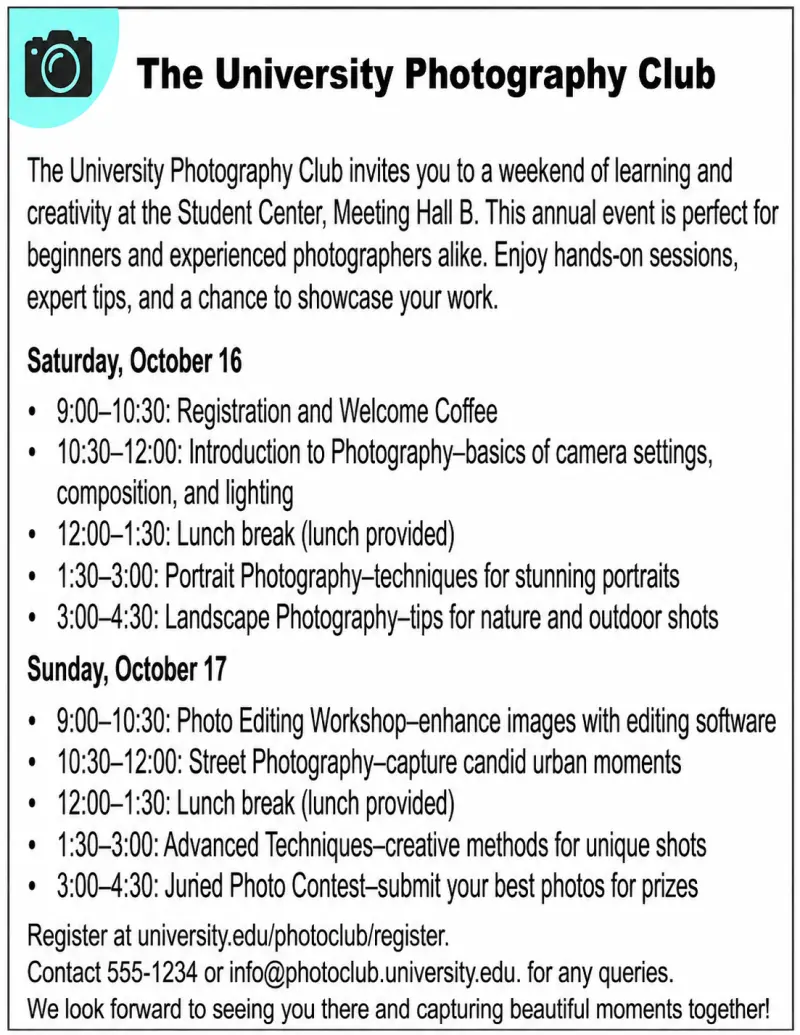 The University Photography Club
The University Photography Club invites you to a weekend of learning and
creativity at the Student Center, Meeting Hall B. This annual event is perfect for
beginners and experienced photographers alike. Enjoy hands-on sessions,
expert tips, and a chance to showcase your work.
Saturday, October 16
• 9:00–10:30: Registration and Welcome Coffee
• 10:30–12:00: Introduction to Photography–basics of camera settings,
composition, and lighting
• 12:00–1:30: Lunch break (lunch provided)
• 1:30–3:00: Portrait Photography–techniques for stunning portraits
• 3:00–4:30: Landscape Photography–tips for nature and outdoor shots
Sunday, October 17
• 9:00–10:30: Photo Editing Workshop–enhance images with editing software
• 10:30–12:00: Street Photography–capture candid urban moments
• 12:00–1:30: Lunch break (lunch provided)
• 1:30–3:00: Advanced Techniques–creative methods for unique shots
• 3:00–4:30: Juried Photo Contest–submit your best photos for prizes
Register at university.edu/photoclub/register.
Contact 555-1234 or info@photoclub.university.edu. for any queries.
We look forward to seeing you there and capturing beautiful moments together!